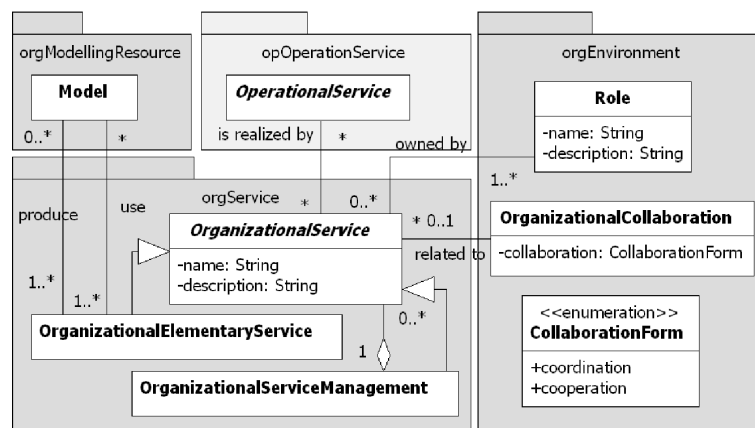 orgModellingResource
Model
0..*
*
opOperationService
OperationalService
is realized by
*
orgEnvironment
Role
-name: String
-description: String
owned by
1..*
orgService
produce
use
*
0..*
OrganizationalService
-name: String
-description: String
* 0..1
related to
OrganizationalCollaboration
-collaboration: CollaborationForm
1..*
1..*
OrganizationalElementaryService
0..*
1
OrganizationalServiceManagement
<<enumeration>>
CollaborationForm
+coordination
+cooperation